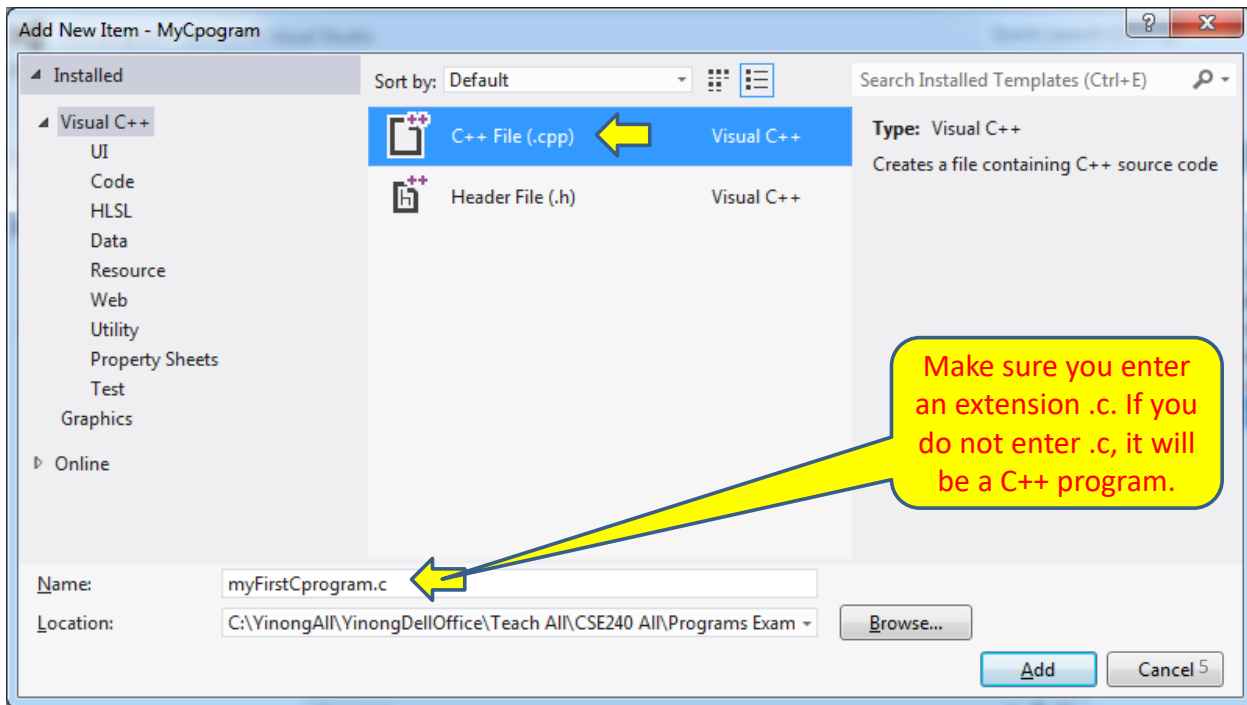 Add New Item - MyCpogram
Installed
Sort by: Default
Search Installed Templates (Ctrl+E)
Visual C++
UI
Code
HLSL
Data
Resource
Web
Utility
Property Sheets
Test
Graphics
Online
++
C++ File (.cpp)
Visual C++
h++
Header File (.h)
Visual C++
Type: Visual C++
Creates a file containing C++ source code
Make sure you enter
an extension .c. If you
do not enter .c, it will
be a C++ program.
Name:
myFirstCprogram.c
Location:
C:\YinongAll\YinongDellOffice\Teach All\CSE240 All\Programs Exam
Browse...
Add
Cancel
5